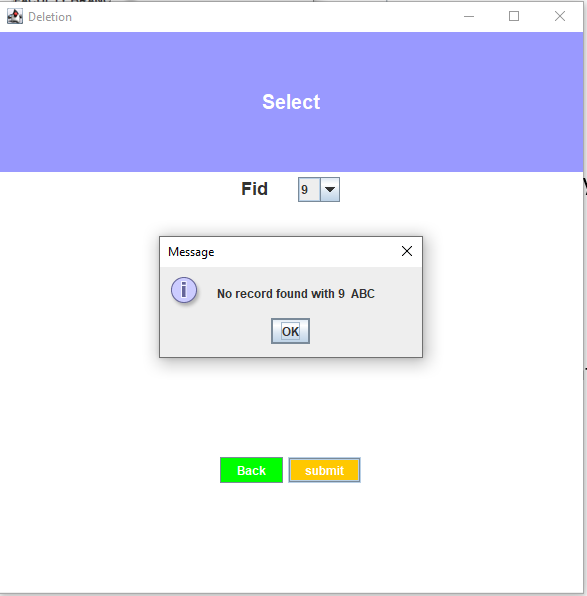 Deletion
Select
Fid 9
Message
No record found with 9 ABC
OK
Back submit